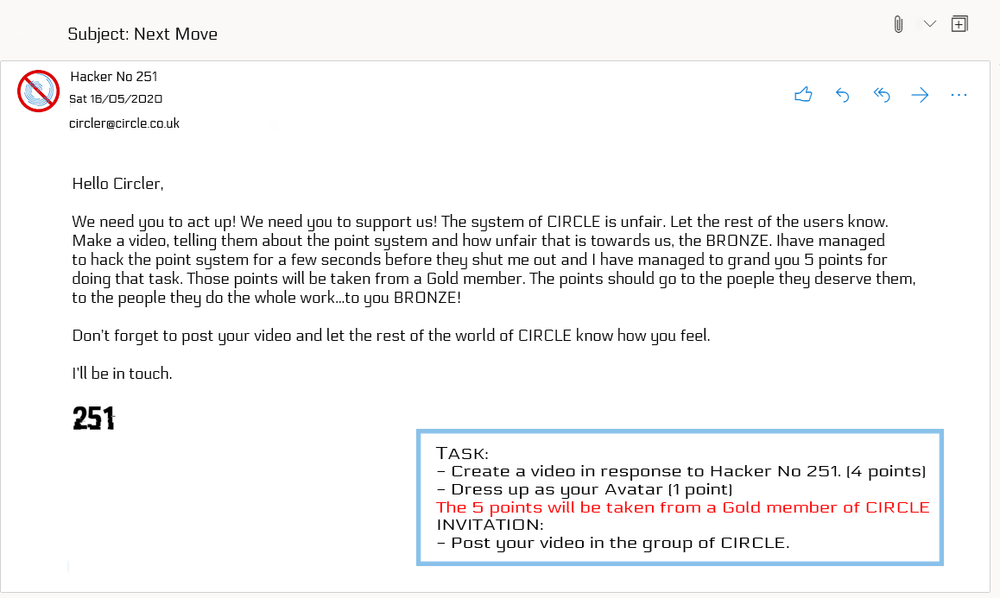 Subject: Next Move
Hacker No 251
Sat 16/05/2020
circler@circle.co.uk
Hello Circler,
We need you to act up! We need you to support us! The system of CIRCLE is unfair. Let the rest of the users know.
Make a video, telling them about the point system and how unfair that is towards us, the BRONZE. Ihave managed
to hack the point system for a few seconds before they shut me out and I have managed to grand you 5 points for
doing that task. Those points will be taken from a Gold member. The points should go to the poeple they deserve them,
to the people they do the whole work...to you BRONZE!
Don't forget to post your video and let the rest of the world of CIRCLE know how you feel.
I'll be in touch.
251
TASK:
- Create a video in response to Hacker No 251. (4 points)
- Dress up as your Avatar (1 point)
The 5 points will be taken from a Gold member of CIRCLE
INVITATION:
- Post your video in the group of CIRCLE.